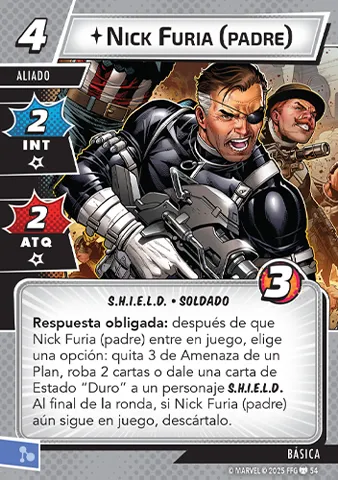 4
Nick Furia (padre)
ALIADO
2
INT
2
ATQ
3
S.H.I.E.L.D. • SOLDADO
Respuesta obligada: después de que
Nick Furia (padre) entre en juego, elige
una opción: quita 3 de Amenaza de un
Plan, roba 2 cartas o dale una carta de
Estado “Duro” a un personaje S.H.I.E.L.D.
Al final de la ronda, si Nick Furia (padre)
aún sigue en juego, descártalo.
BÁSICA
© MARVEL © 2025 FFG 54